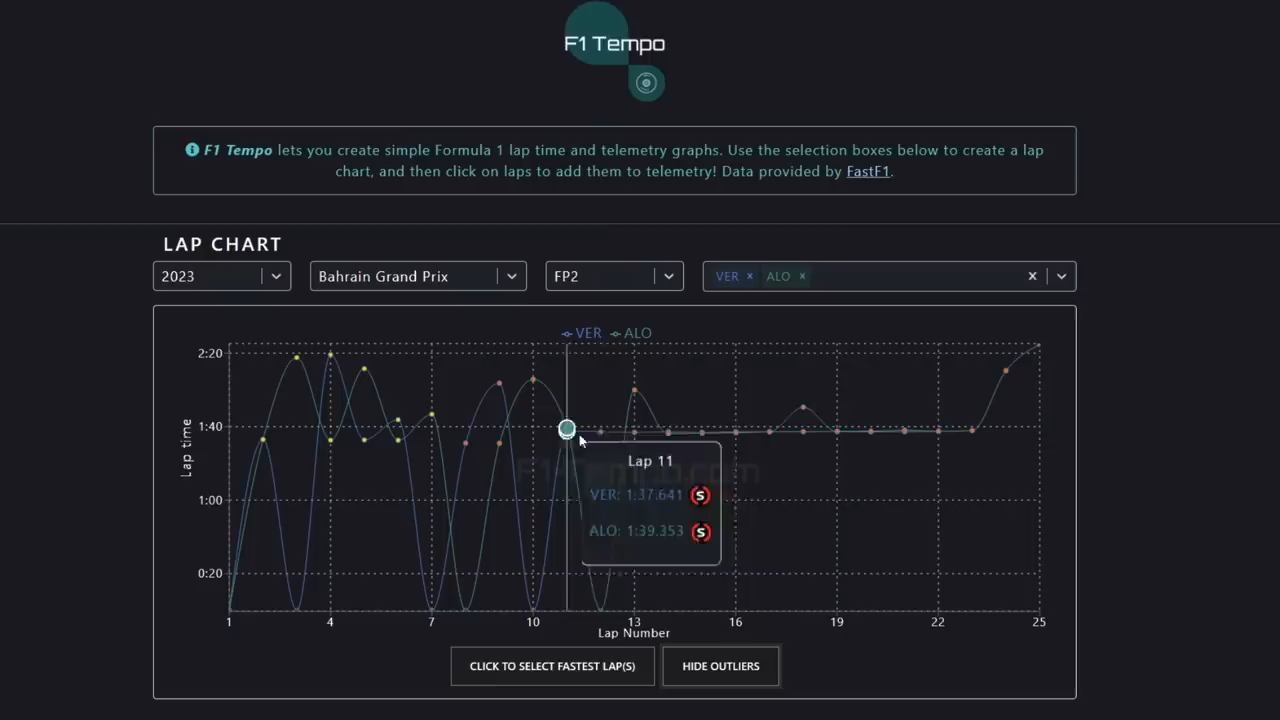 F1 Tempo
F1 Tempo lets you create simple Formula 1 lap time and telemetry graphs. Use the selection boxes below to create a lap
chart, and then click on laps to add them to telemetry! Data provided by FastF1.
LAP CHART
2023 Bahrain Grand Prix FP2 VER × ALO ×
VER ALO
2:20
1:40
1:00
0:20
Lap time
F1-Tempo.com
Lap 11
VER: 1:37.641 S
ALO: 1:39.353 S
1 4 7 10 13 16 19 22 25
Lap Number
CLICK TO SELECT FASTEST LAP(S) HIDE OUTLIERS